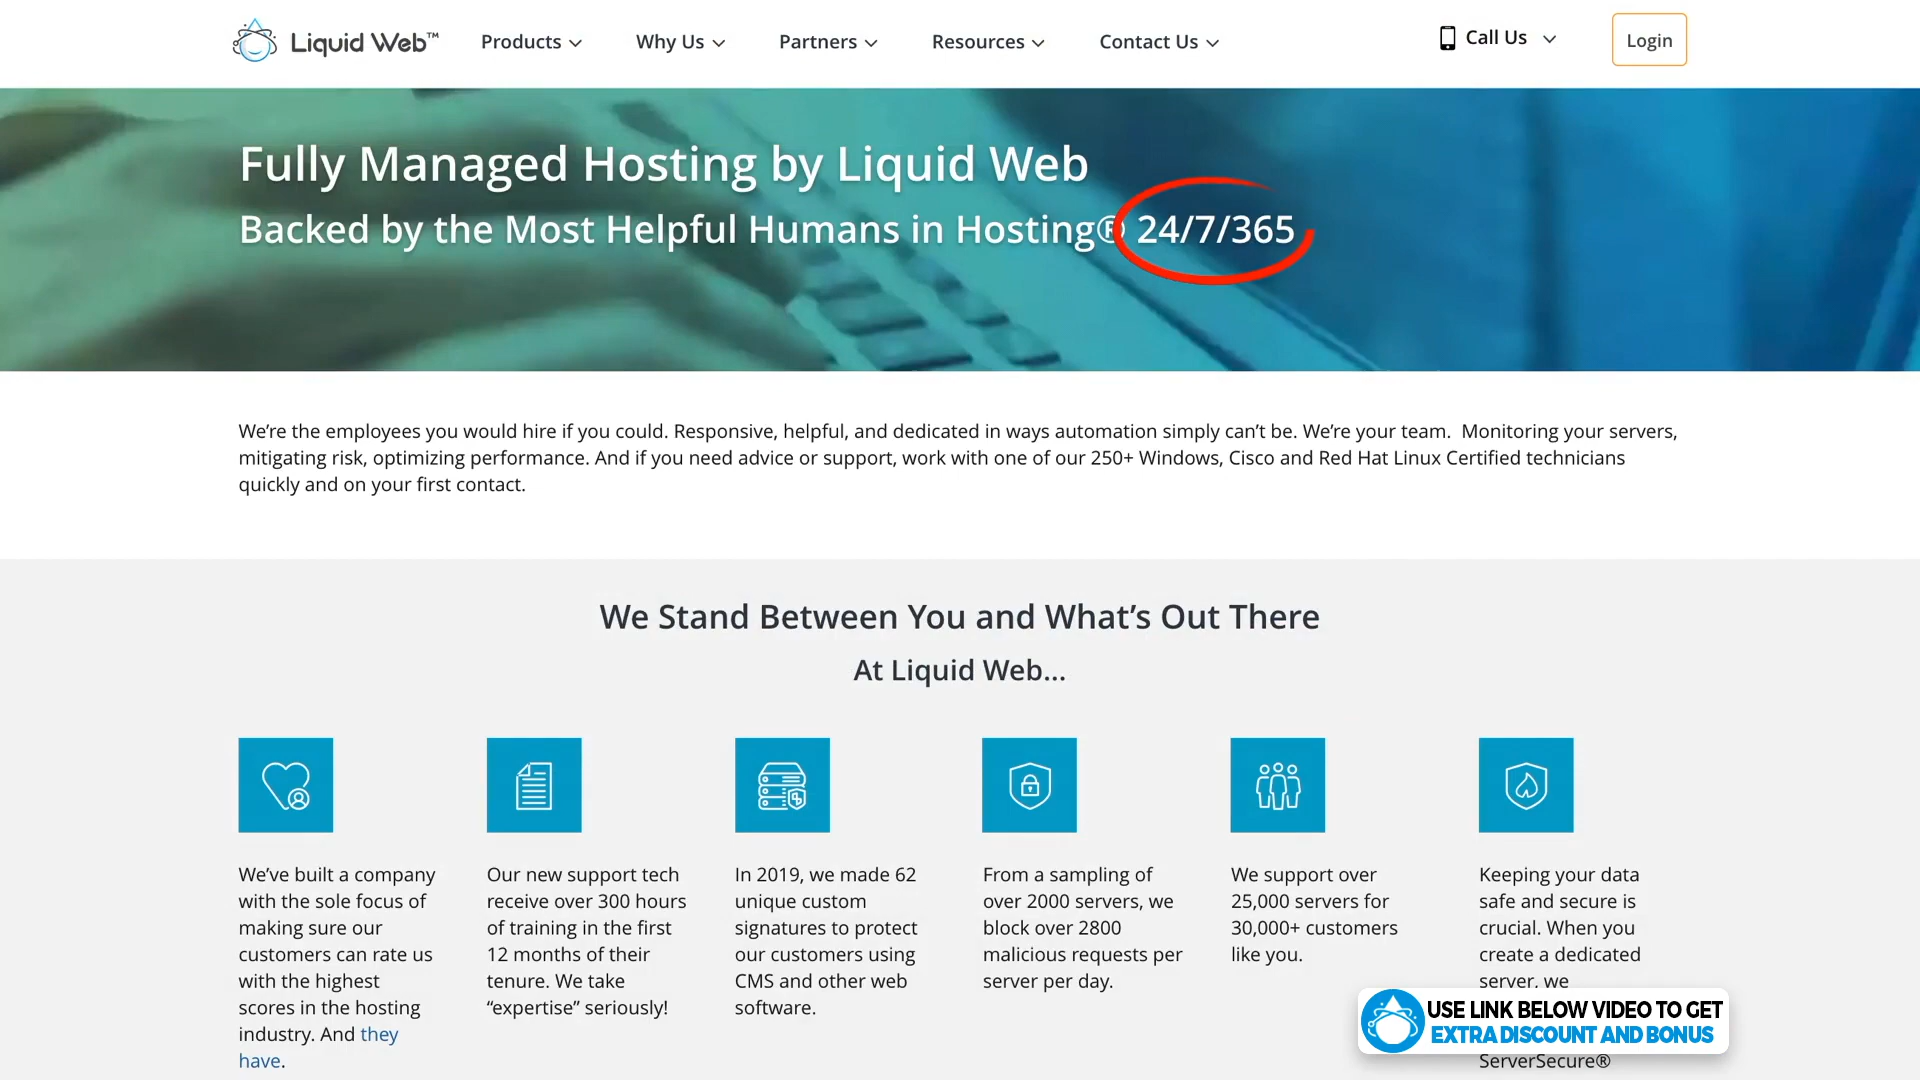 Liquid Web™
Products
Why Us
Partners
Resources
Contact Us
Call Us
Login
Fully Managed Hosting by Liquid Web
Backed by the Most Helpful Humans in Hosting® 24/7/365
We’re the employees you would hire if you could. Responsive, helpful, and dedicated in ways automation simply can’t be. We’re your team. Monitoring your servers,
mitigating risk, optimizing performance. And if you need advice or support, work with one of our 250+ Windows, Cisco and Red Hat Linux Certified technicians
quickly and on your first contact.
We Stand Between You and What’s Out There
At Liquid Web...
We’ve built a company
with the sole focus of
making sure our
customers can rate us
with the highest
scores in the hosting
industry. And they
have.
Our new support tech
receive over 300 hours
of training in the first
12 months of their
tenure. We take
“expertise” seriously!
In 2019, we made 62
unique custom
signatures to protect
our customers using
CMS and other web
software.
From a sampling of
over 2000 servers, we
block over 2800
malicious requests per
server per day.
We support over
25,000 servers for
30,000+ customers
like you.
Keeping your data
safe and secure is
crucial. When you
create a dedicated
server, we
ServerSecure®
USE LINK BELOW VIDEO TO GET
EXTRA DISCOUNT AND BONUS